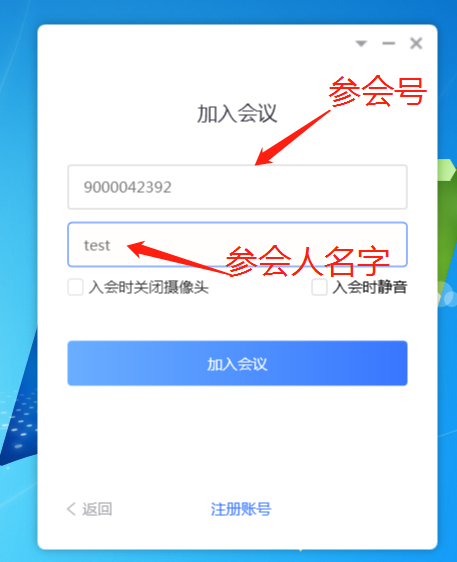 参会号
加入会议
9000042392
test
参会人名字
入会时关闭摄像头 入会时静音
加入会议
返回 注册账号